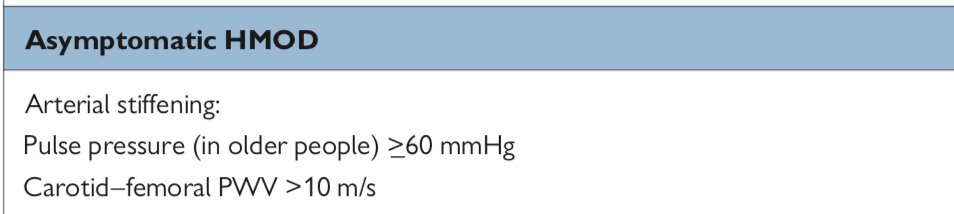 Asymptomatic HMOD
Arterial stiffening:
Pulse pressure (in older people) ≥60 mmHg
Carotid–femoral PWV >10 m/s